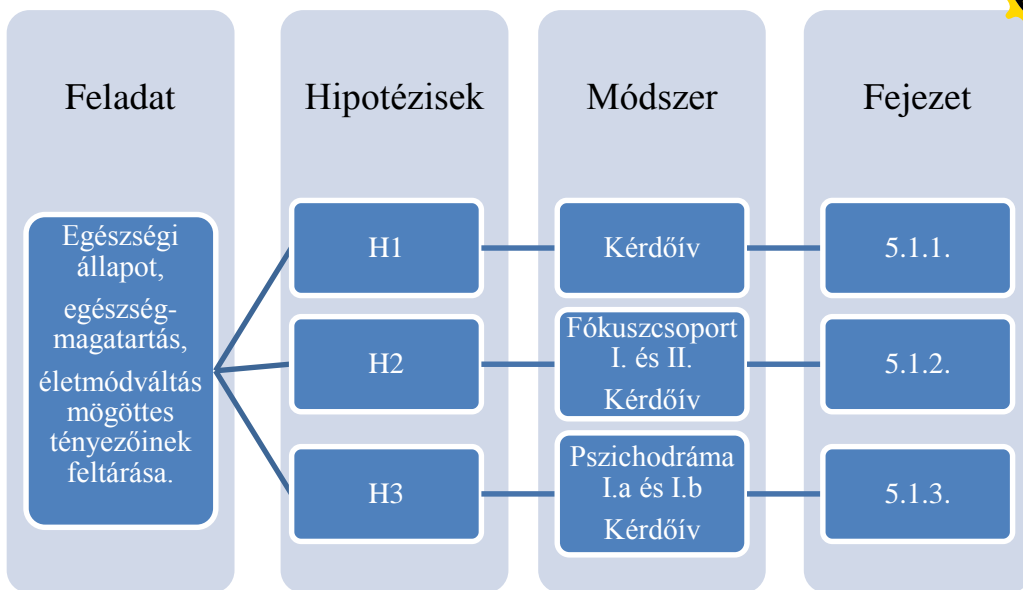 Feladat
Hipotézisek
Módszer
Fejezet
Egészségi
állapot,
egészség-
magatartás,
életmódváltás
mögöttes
tényezőinek
feltárása.
H1
Kérdőív
5.1.1.
H2
Fókuszcsoport
I. és II.
Kérdőív
5.1.2.
H3
Pszichodráma
I.a és I.b
Kérdőív
5.1.3.